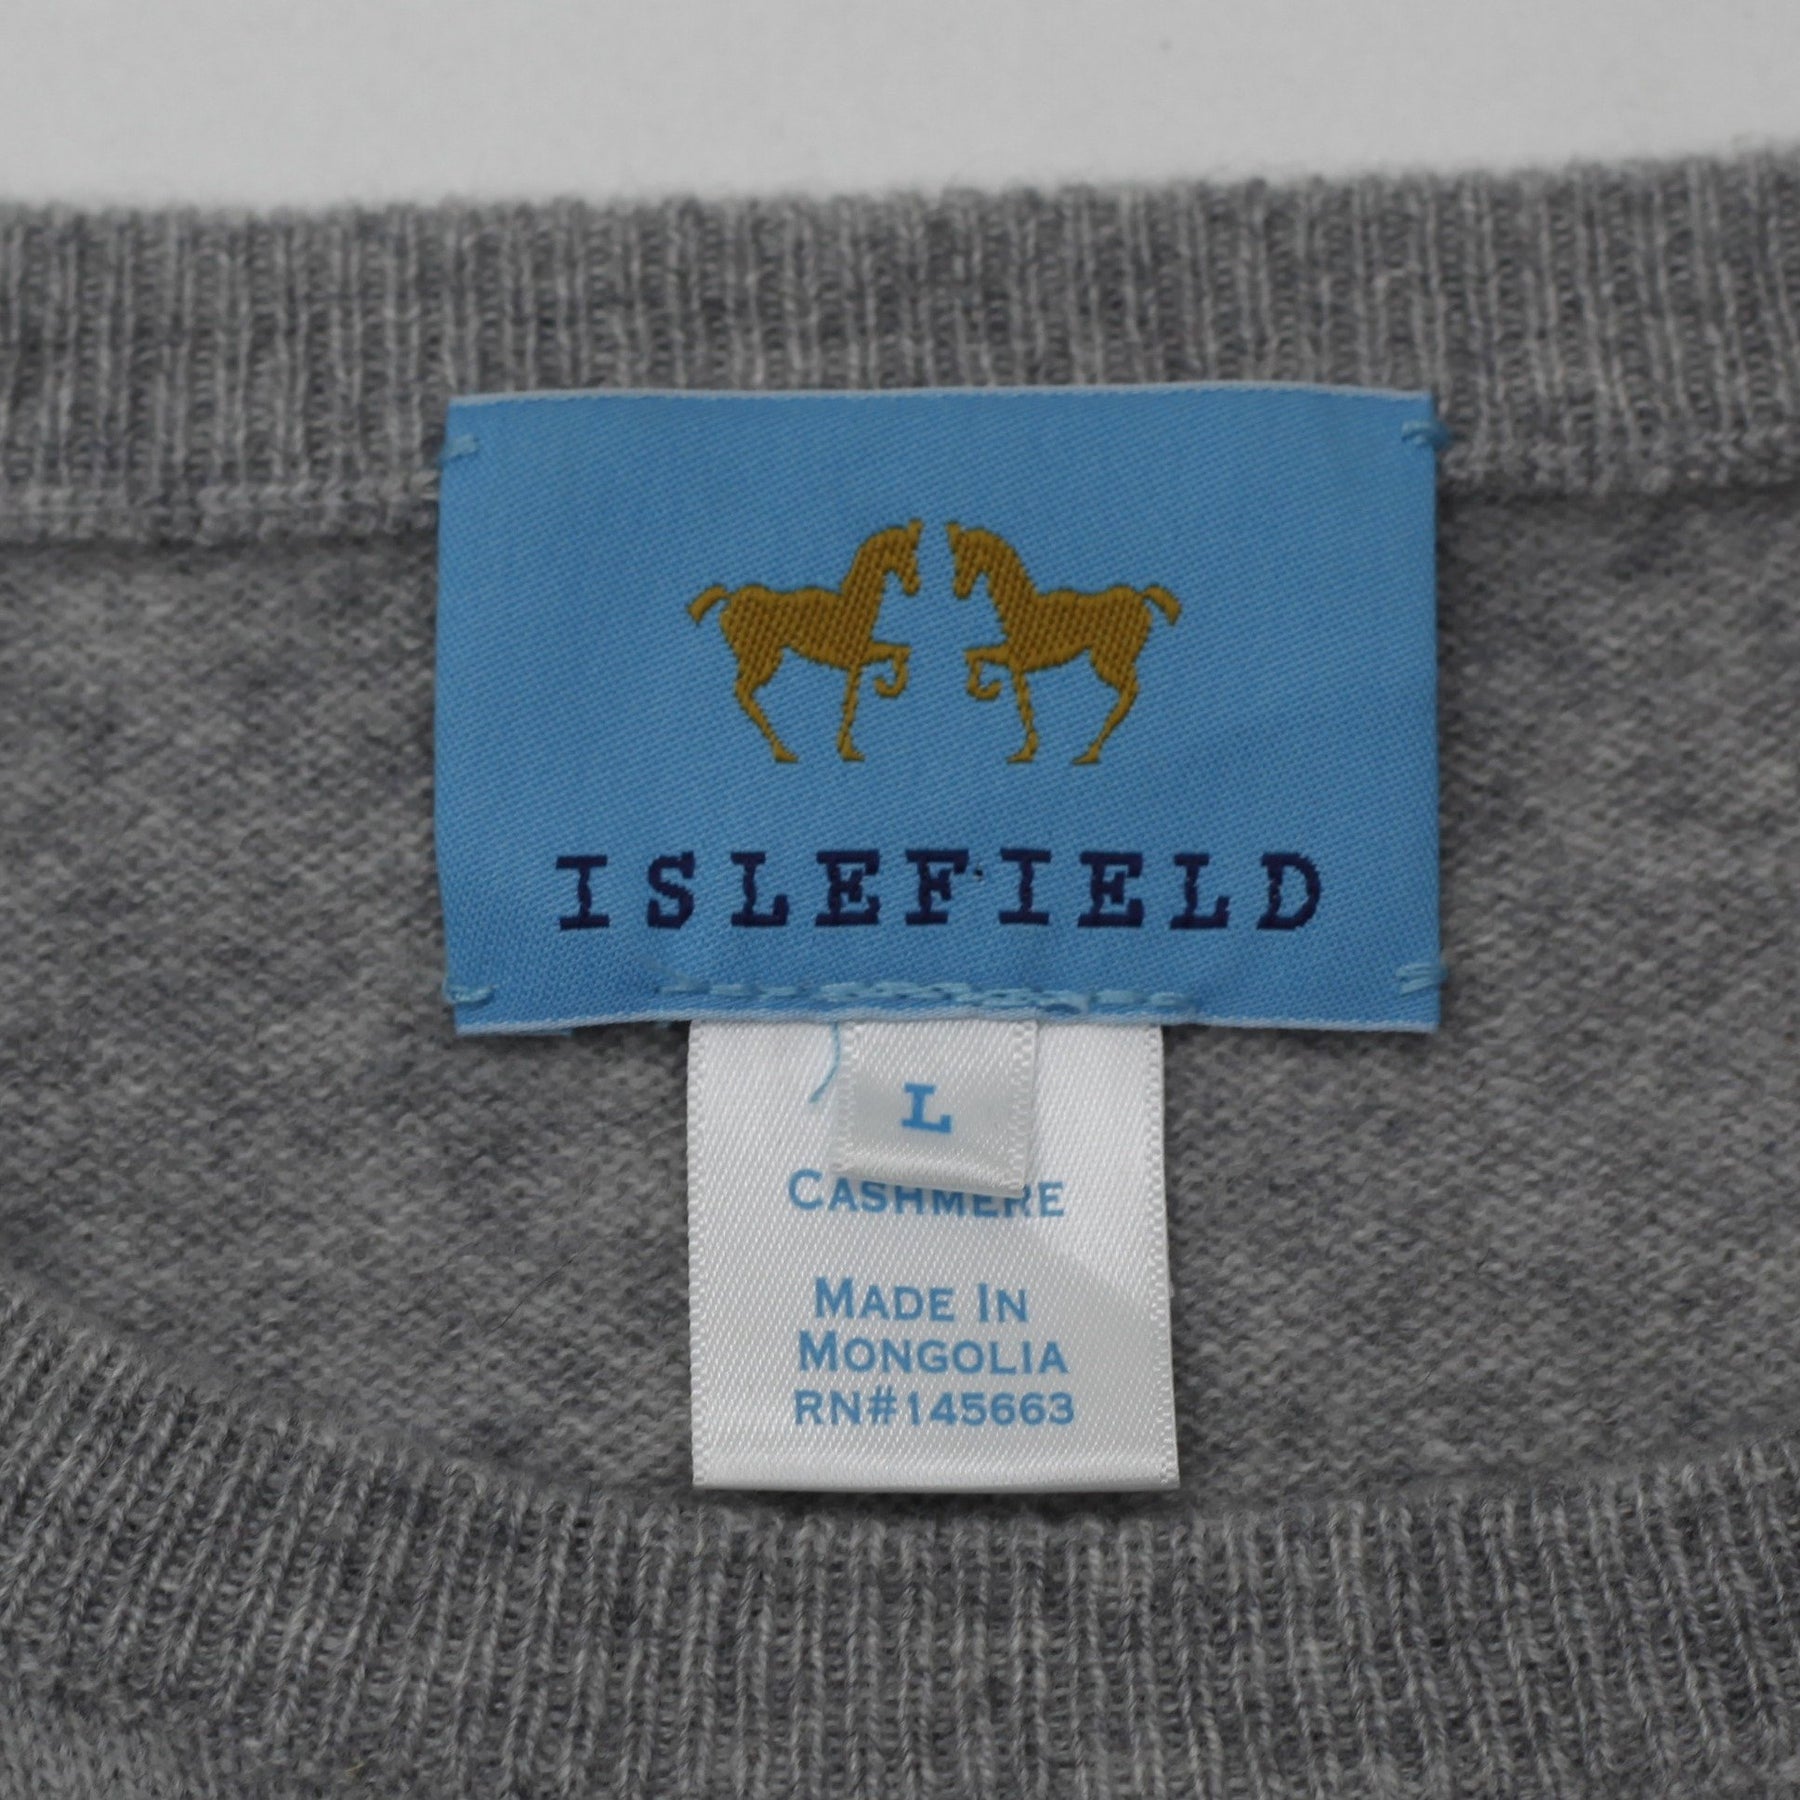 ISLEFIELD
L
CASHMERE
MADE IN
MONGOLIA
RN#145663